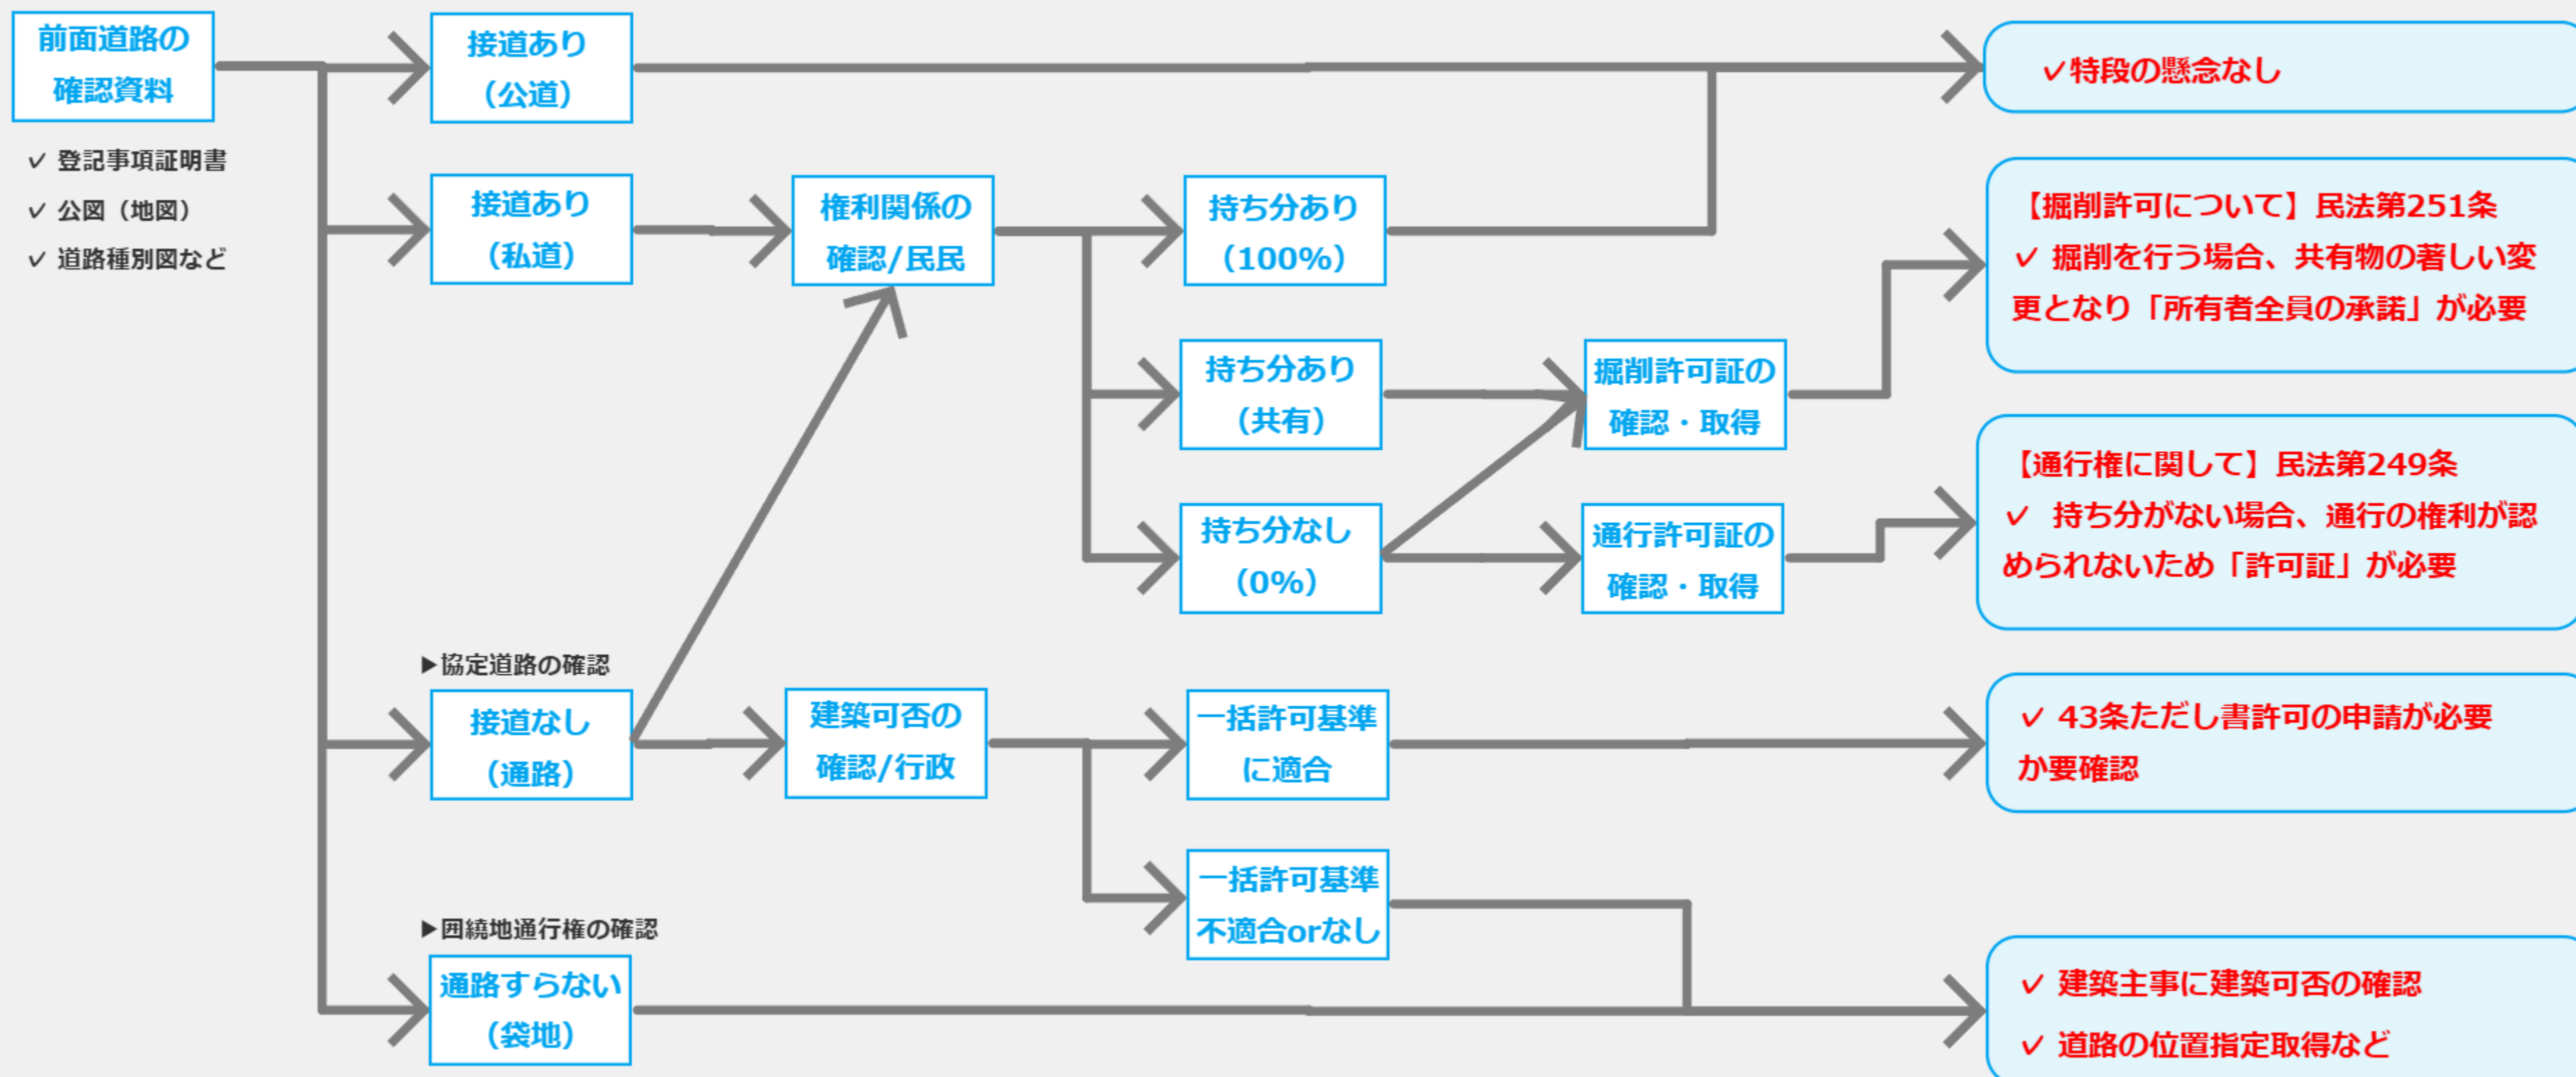 前面道路の
確認資料
✓ 登記事項証明書
✓ 公図（地図）
✓ 道路種別図など
接道あり
（公道）
✓特段の懸念なし
接道あり
（私道）
権利関係の
確認/民民
持ち分あり
（100%）
【掘削許可について】民法第251条
✓ 掘削を行う場合、共有物の著しい変
更となり「所有者全員の承諾」が必要
持ち分あり
（共有）
掘削許可証の
確認・取得
持ち分なし
（0%）
通行許可証の
確認・取得
【通行権に関して】民法第249条
✓ 持ち分がない場合、通行の権利が認
められないため「許可証」が必要
▶協定道路の確認
接道なし
（通路）
建築可否の
確認/行政
一括許可基準
に適合
✓ 43条ただし書許可の申請が必要
か要確認
一括許可基準
不適合orなし
▶囲繞地通行権の確認
通路すらない
（袋地）
✓ 建築主事に建築可否の確認
✓ 道路の位置指定取得など